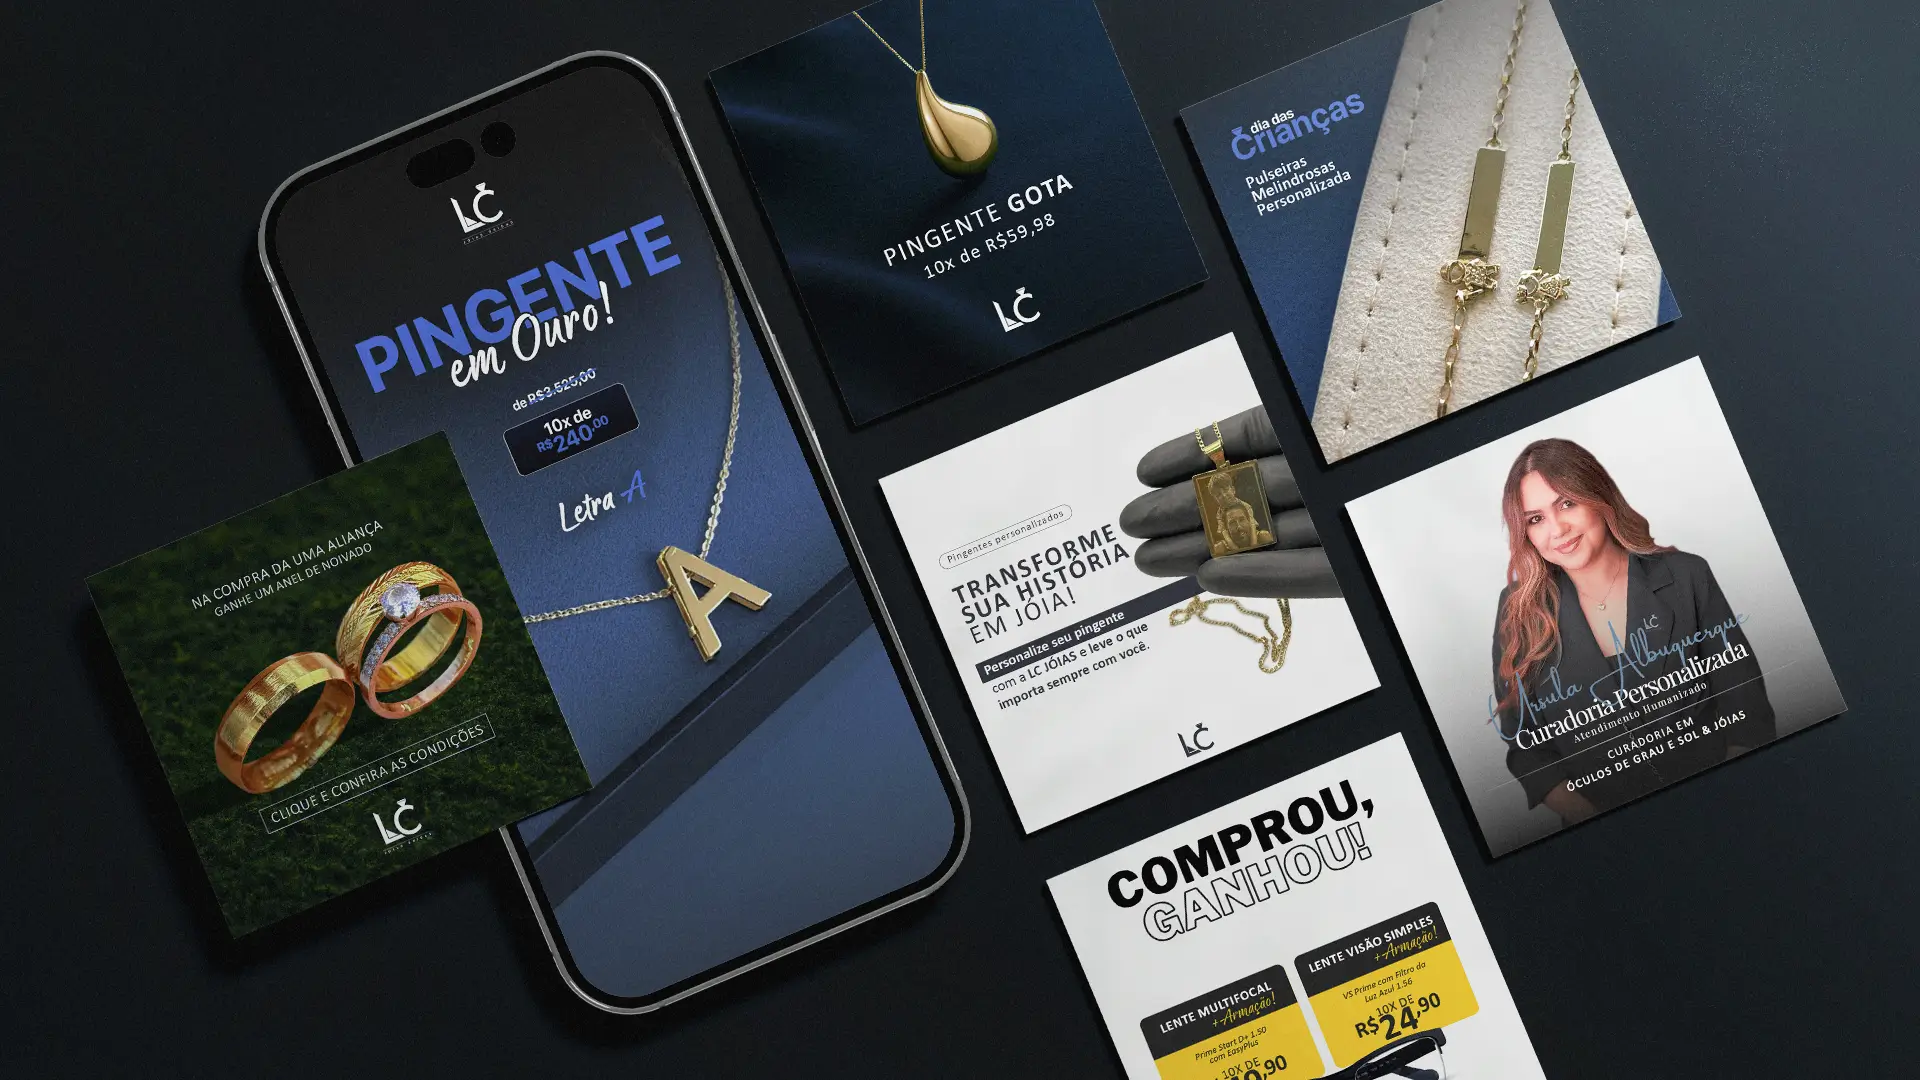 LC
PINGENTE
em Ouro!
de R$3.525,00
10x de
R$240,00
Letra A
NA COMPRA DA UMA ALIANÇA
GANHE UM ANEL DE NOIVADO
CLIQUE E CONFIRA AS CONDIÇÕES
LC
PINGENTE GOTA
10x de R$59,98
LC
dia das
Crianças
Pulseiras
Melindrosas
Personalizada
Pingentes personalizados
TRANSFORME
SUA HISTÓRIA
EM JÓIA!
Personalize seu pingente
com a LC JÓIAS e leve o que
importa sempre com você.
LC
LC
Úrsula Albuquerque
Curadoria Personalizada
Atendimento Humanizado
CURADORIA EM
ÓCULOS DE GRAU E SOL & JÓIAS
COMPROU,
GANHOU!
LENTE MULTIFOCAL
+Armação!
Prime Start D+ 1.50
com EasyPlus
10X DE
,90
LENTE VISÃO SIMPLES
+Armação!
VS Prime com Filtro da
Luz Azul 1.56
10X DE
R$24,90